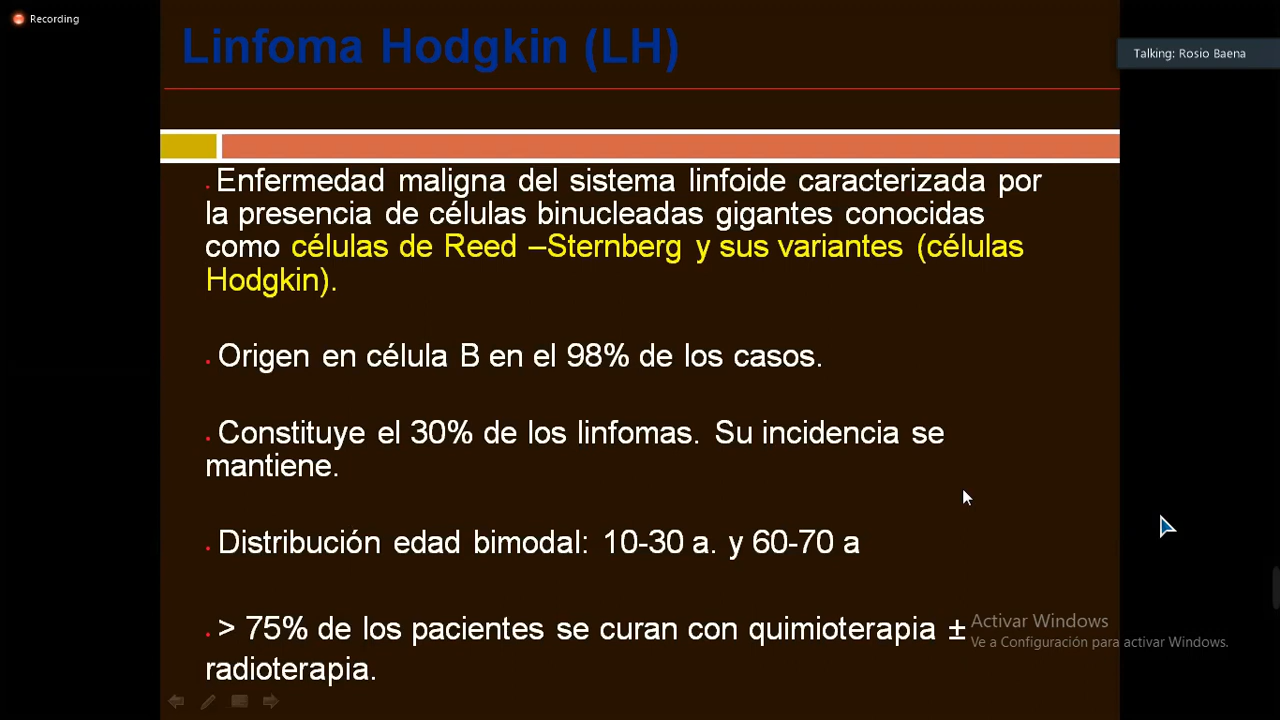 Recording
Linfoma Hodgkin (LH)
Talking: Rosio Baena
. Enfermedad maligna del sistema linfoide caracterizada por
la presencia de células binucleadas gigantes conocidas
como células de Reed –Sternberg y sus variantes (células
Hodgkin).
. Origen en célula B en el 98% de los casos.
. Constituye el 30% de los linfomas. Su incidencia se
mantiene.
. Distribución edad bimodal: 10-30 a. y 60-70 a
. > 75% de los pacientes se curan con quimioterapia ±
radioterapia.
Activar Windows
Ve a Configuración para activar Windows.